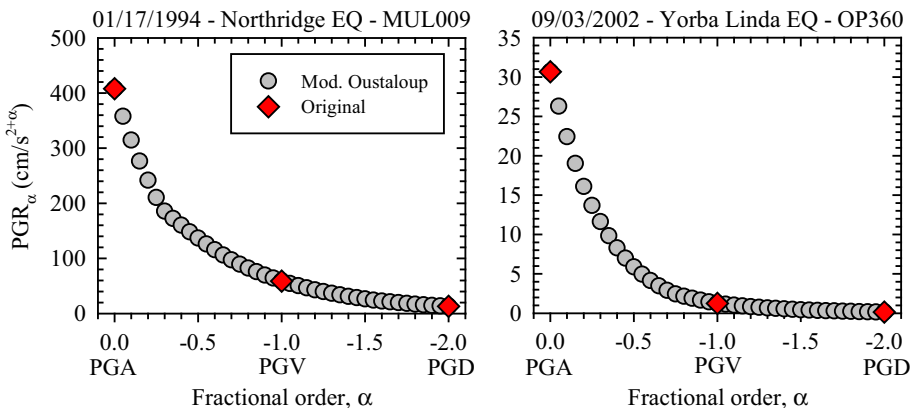 01/17/1994 - Northridge EQ - MUL009
500
400
300
200
100
0
PGRα (cm/s²⁺α)
Mod. Oustaloup
Original
0.0 -0.5 -1.0 -1.5 -2.0
PGA PGV PGD
Fractional order, α
09/03/2002 - Yorba Linda EQ - OP360
35
30
25
20
15
10
5
0
0.0 -0.5 -1.0 -1.5 -2.0
PGA PGV PGD
Fractional order, α